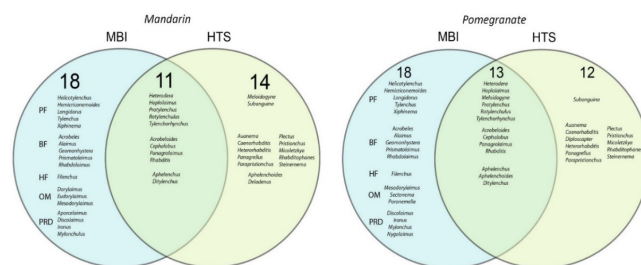 Mandarin
MBI HTS
18
11
14
PF
Helicotylenchus
Hemicriconemoides
Longidorus
Tylenchus
Xiphinema
Heterodera
Hoplolaimus
Pratylenchus
Rotylenchulus
Tylenchorhynchus
Meloidogyne
Subanguina
BF
Acrobeles
Alaimus
Geomonhystera
Prismatolaimus
Rhabdolaimus
Acrobeloides
Cephalobus
Panagrolaimus
Rhabditis
Auanema
Caenorhabditis
Heterorhabditis
Panagrellus
Parapristionchus
Plectus
Pristionchus
Micoletzkya
Rhabditophanes
Steinernema
HF
Filenchus
Aphelenchus
Ditylenchus
Aphelenchoides
Deladenus
OM
Dorylaimus
Eudorylaimus
Mesodorylaimus
PRD
Aporcelaimus
Discolaimus
Ironus
Mylonchulus
Pomegranate
MBI HTS
18
13
12
PF
Helicotylenchus
Hemicriconemoides
Longidorus
Tylenchus
Xiphinema
Heterodera
Hoplolaimus
Meloidogyne
Pratylenchus
Rotylenchulus
Tylenchorhynchus
Subanguina
BF
Acrobeles
Alaimus
Geomonhystera
Prismatolaimus
Rhabdolaimus
Acrobeloides
Cephalobus
Panagrolaimus
Rhabditis
Auanema
Caenorhabditis
Diploscapter
Heterorhabditis
Panagrellus
Parapristionchus
Plectus
Pristionchus
Micoletzkya
Rhabditophanes
Steinernema
HF
Filenchus
Aphelenchus
Aphelenchoides
Ditylenchus
OM
Mesodorylaimus
Sectonema
Paronemella
PRD
Discolaimus
Ironus
Mylonchus
Nygolaimus